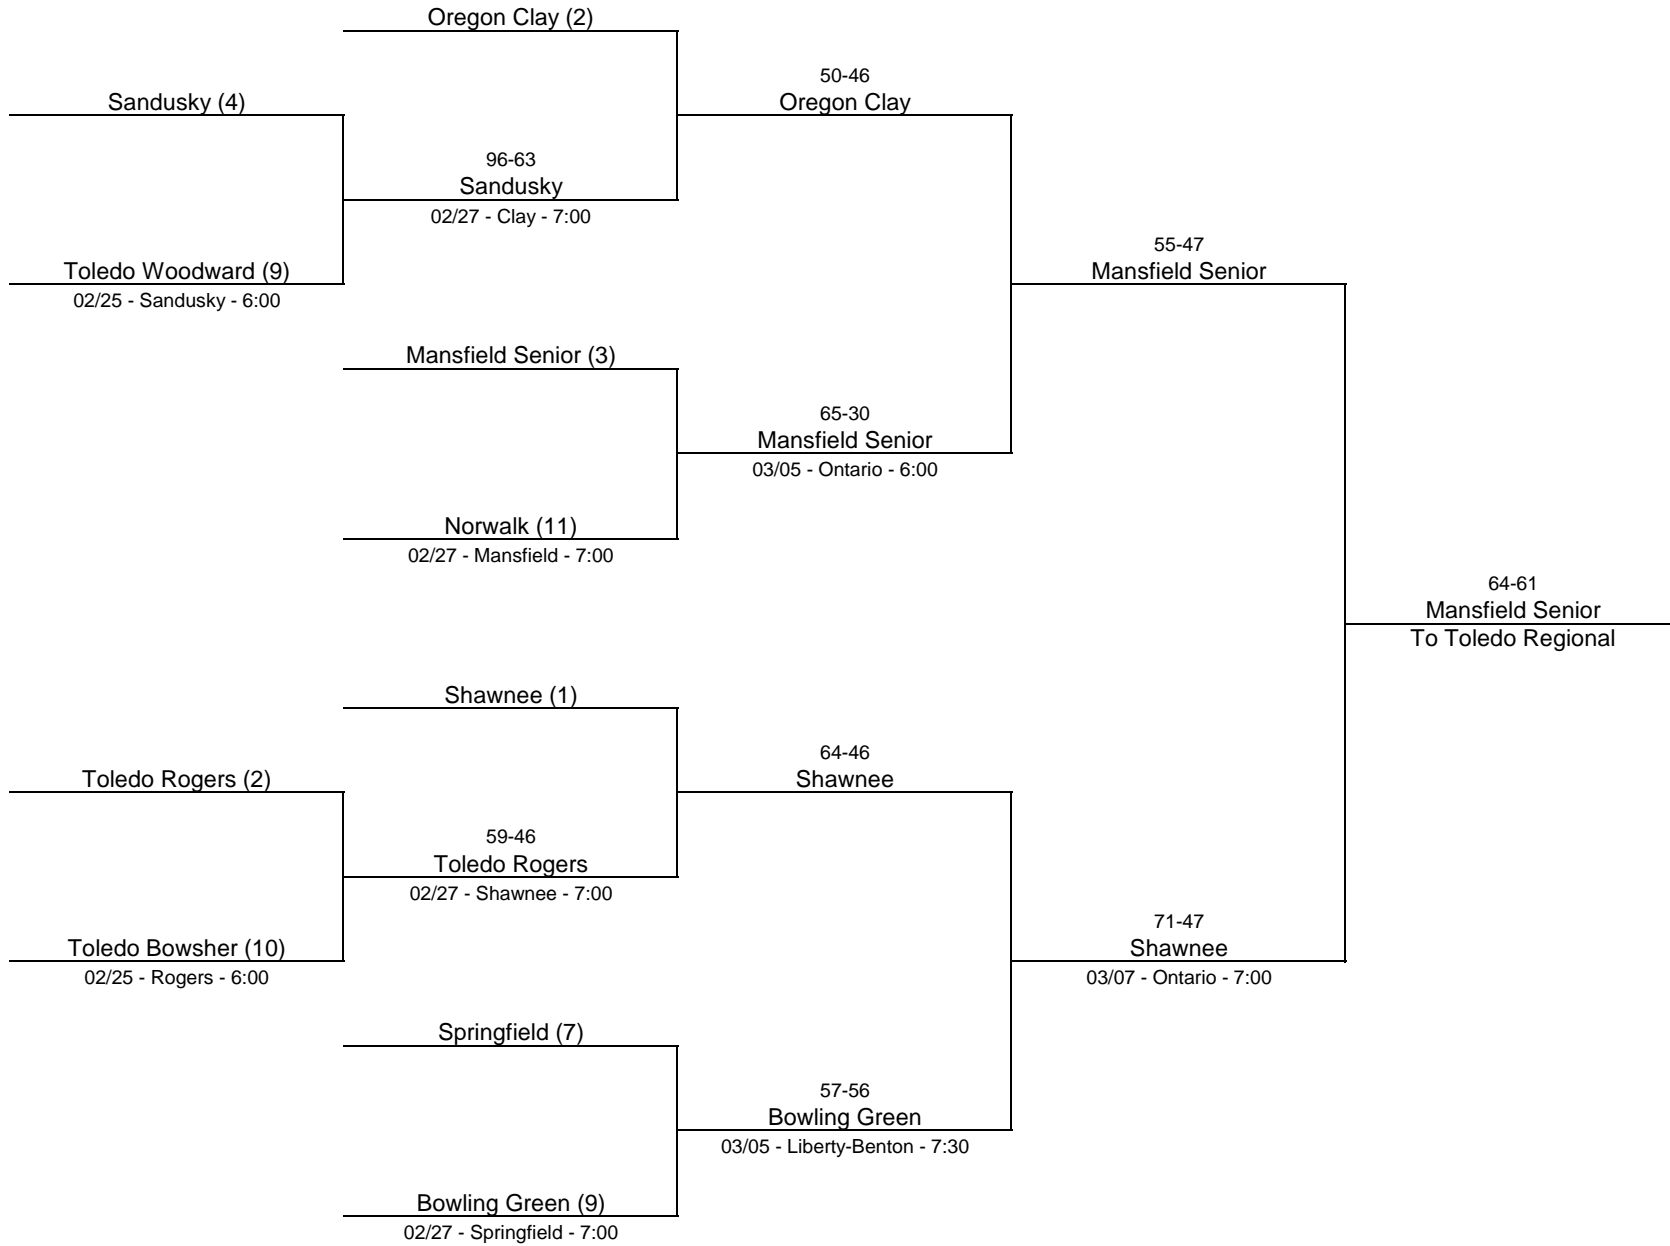 Oregon Clay (2)
50-46
Oregon Clay
Sandusky (4)
96-63
Sandusky
02/27 - Clay - 7:00
55-47
Mansfield Senior
Toledo Woodward (9)
02/25 - Sandusky - 6:00
Mansfield Senior (3)
65-30
Mansfield Senior
03/05 - Ontario - 6:00
Norwalk (11)
02/27 - Mansfield - 7:00
64-61
Mansfield Senior
To Toledo Regional
Shawnee (1)
64-46
Shawnee
Toledo Rogers (2)
59-46
Toledo Rogers
02/27 - Shawnee - 7:00
71-47
Shawnee
03/07 - Ontario - 7:00
Toledo Bowsher (10)
02/25 - Rogers - 6:00
Springfield (7)
57-56
Bowling Green
03/05 - Liberty-Benton - 7:30
Bowling Green (9)
02/27 - Springfield - 7:00